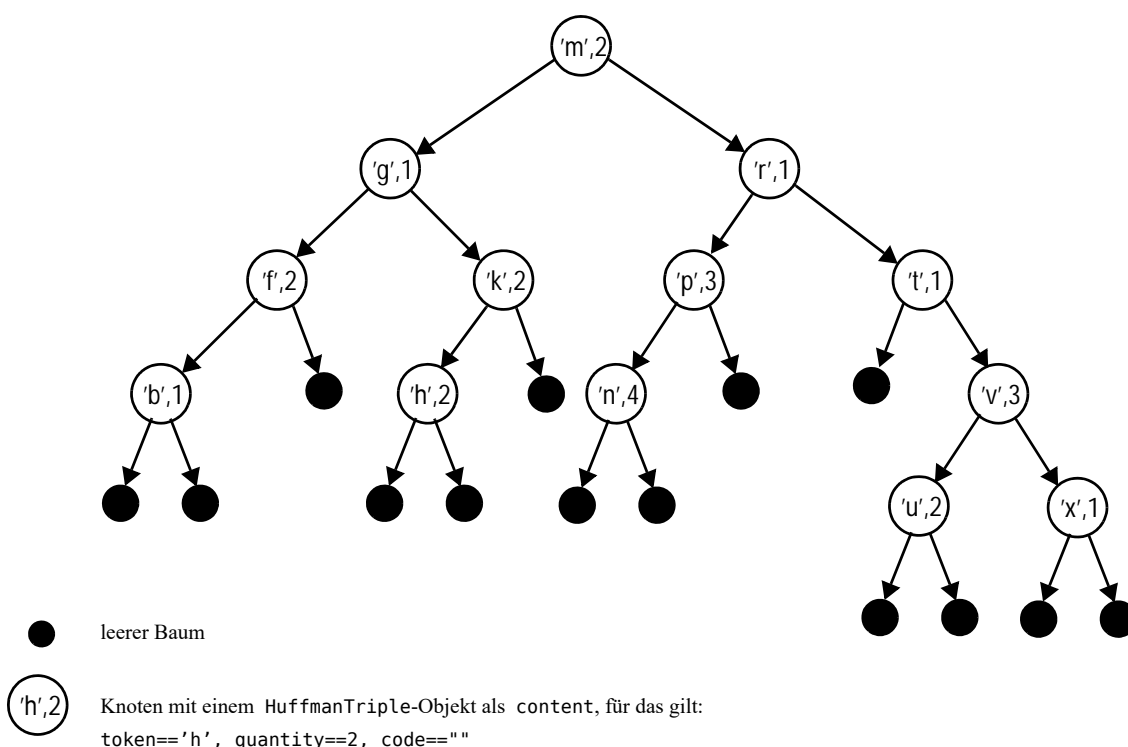 'm',2
'g',1 'r',1
'f',2 'k',2 'p',3 't',1
'b',1 'h',2 'n',4 'v',3
'u',2 'x',1
leerer Baum
'h',2 Knoten mit einem HuffmanTriple-Objekt als content, für das gilt:
token=='h', quantity==2, code==""